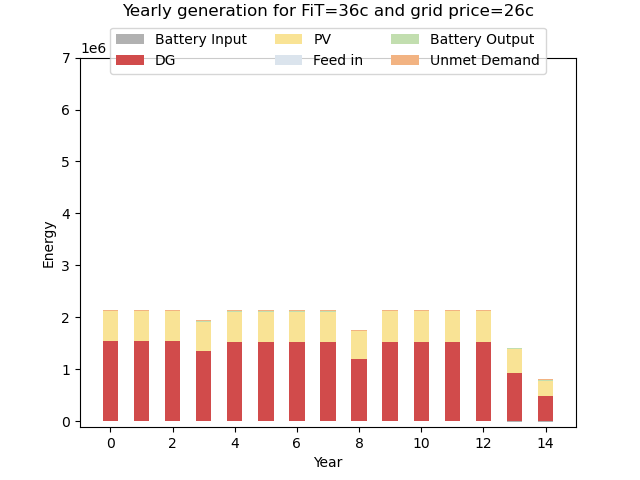 Yearly generation for FiT=36c and grid price=26c
Battery Input PV Battery Output
DG Feed in Unmet Demand
1e6
7
6
5
4
3
2
1
0
Energy
0 2 4 6 8 10 12 14
Year